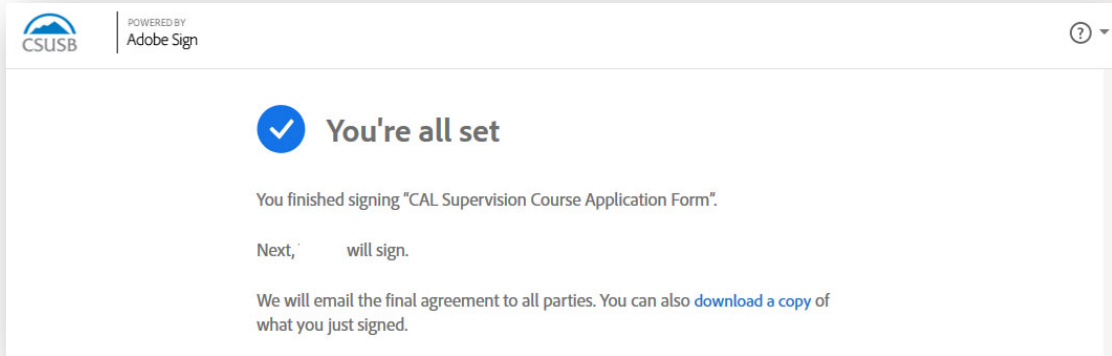 CSUSB
POWERED BY
Adobe Sign
You're all set
You finished signing "CAL Supervision Course Application Form".
Next, will sign.
We will email the final agreement to all parties. You can also download a copy of
what you just signed.